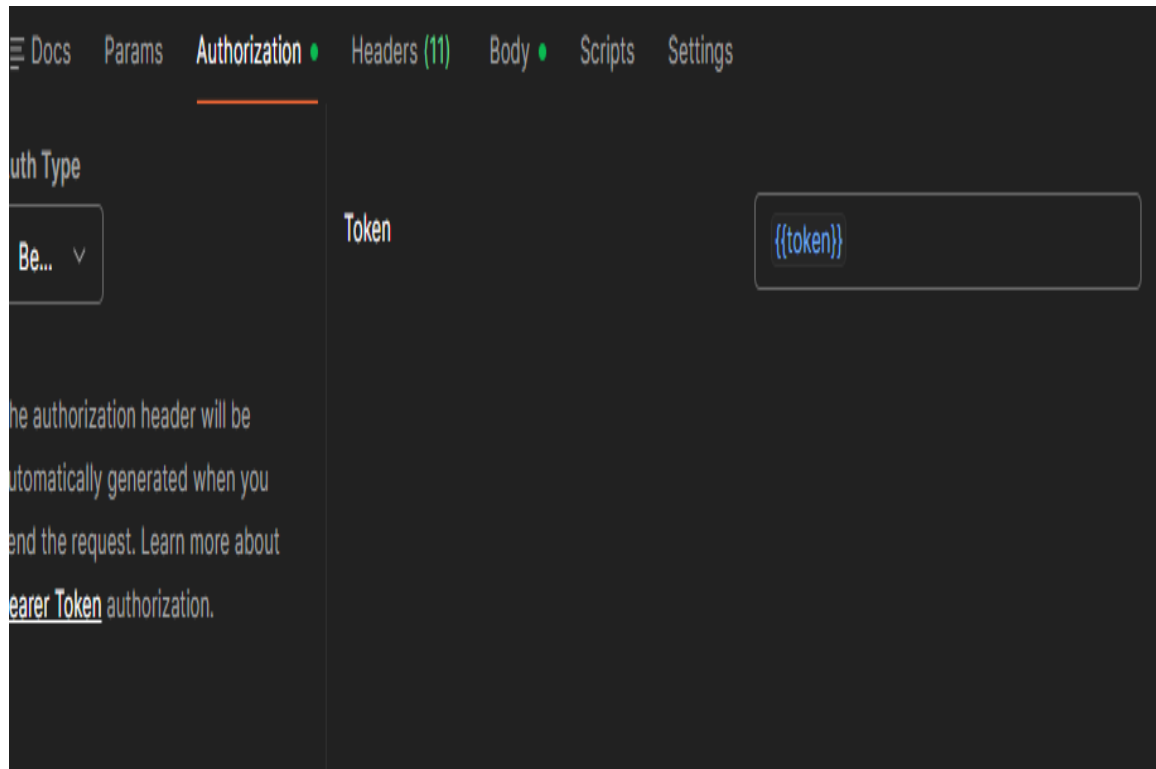 Docs Params Authorization Headers (11) Body Scripts Settings
uth Type
Be...
Token
{{token}}
he authorization header will be
utomatically generated when you
end the request. Learn more about
earer Token authorization.